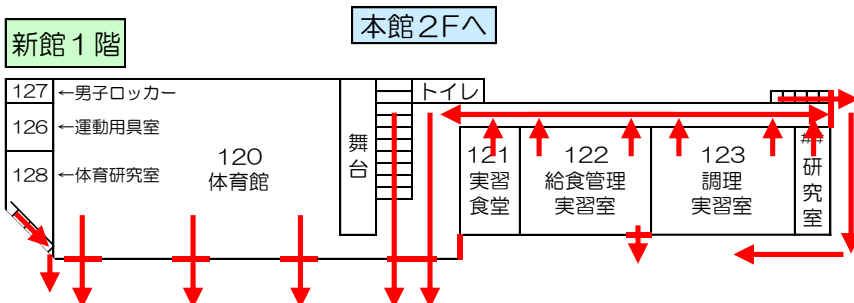 新館１階
本館２Fへ
127 ←男子ロッカー
トイレ
126 ←運動用具室
128 ←体育研究室
120
体育館
舞台
121
実習
食堂
122
給食管理
実習室
123
調理
実習室
##
研究室